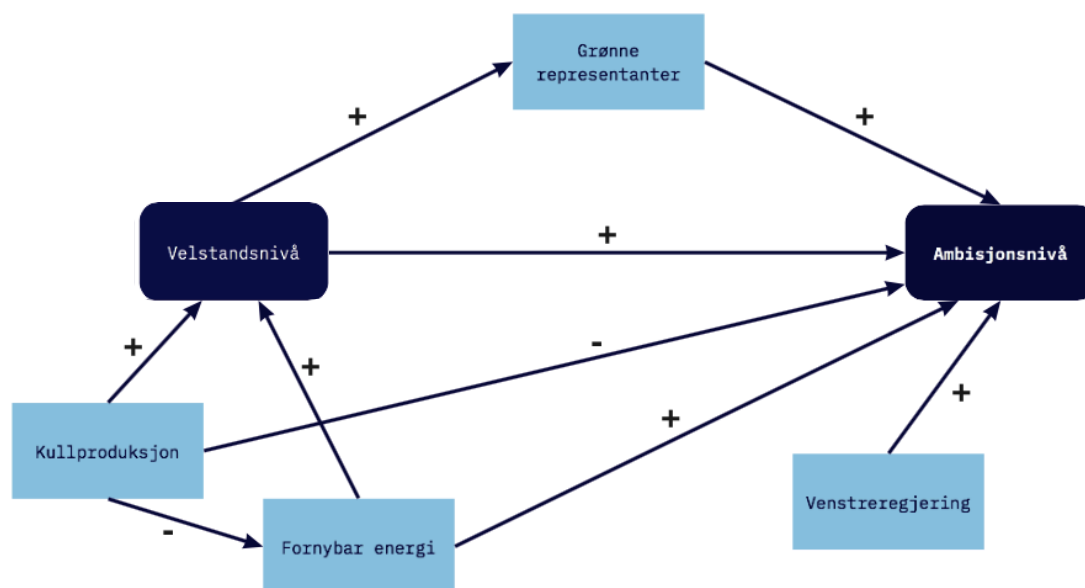 Grønne
representanter
+
+
Velstandsnivå
+
Ambisjonsnivå
+
+
-
+
+
Kullproduksjon
-
Fornybar energi
Venstreregjering